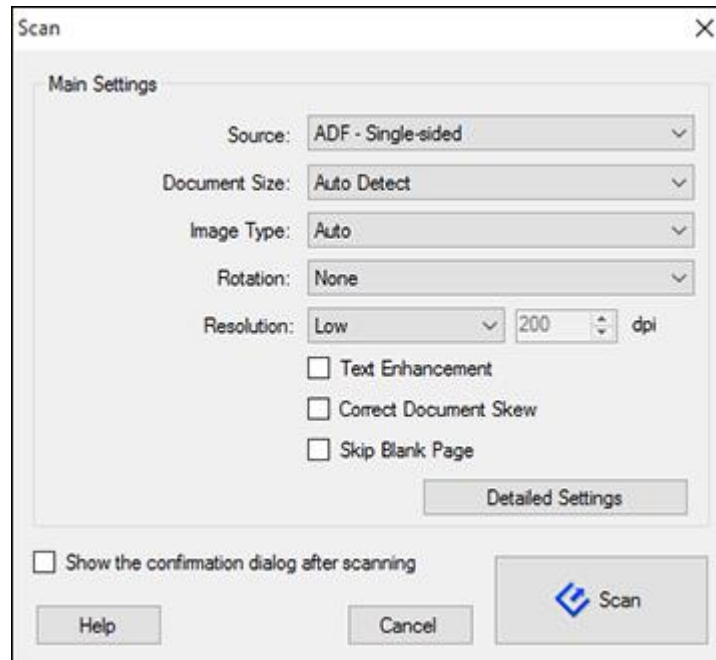 Scan
Main Settings
Source: ADF - Single-sided
Document Size: Auto Detect
Image Type: Auto
Rotation: None
Resolution: Low 200 dpi
Text Enhancement
Correct Document Skew
Skip Blank Page
Detailed Settings
Show the confirmation dialog after scanning
Scan
Help Cancel